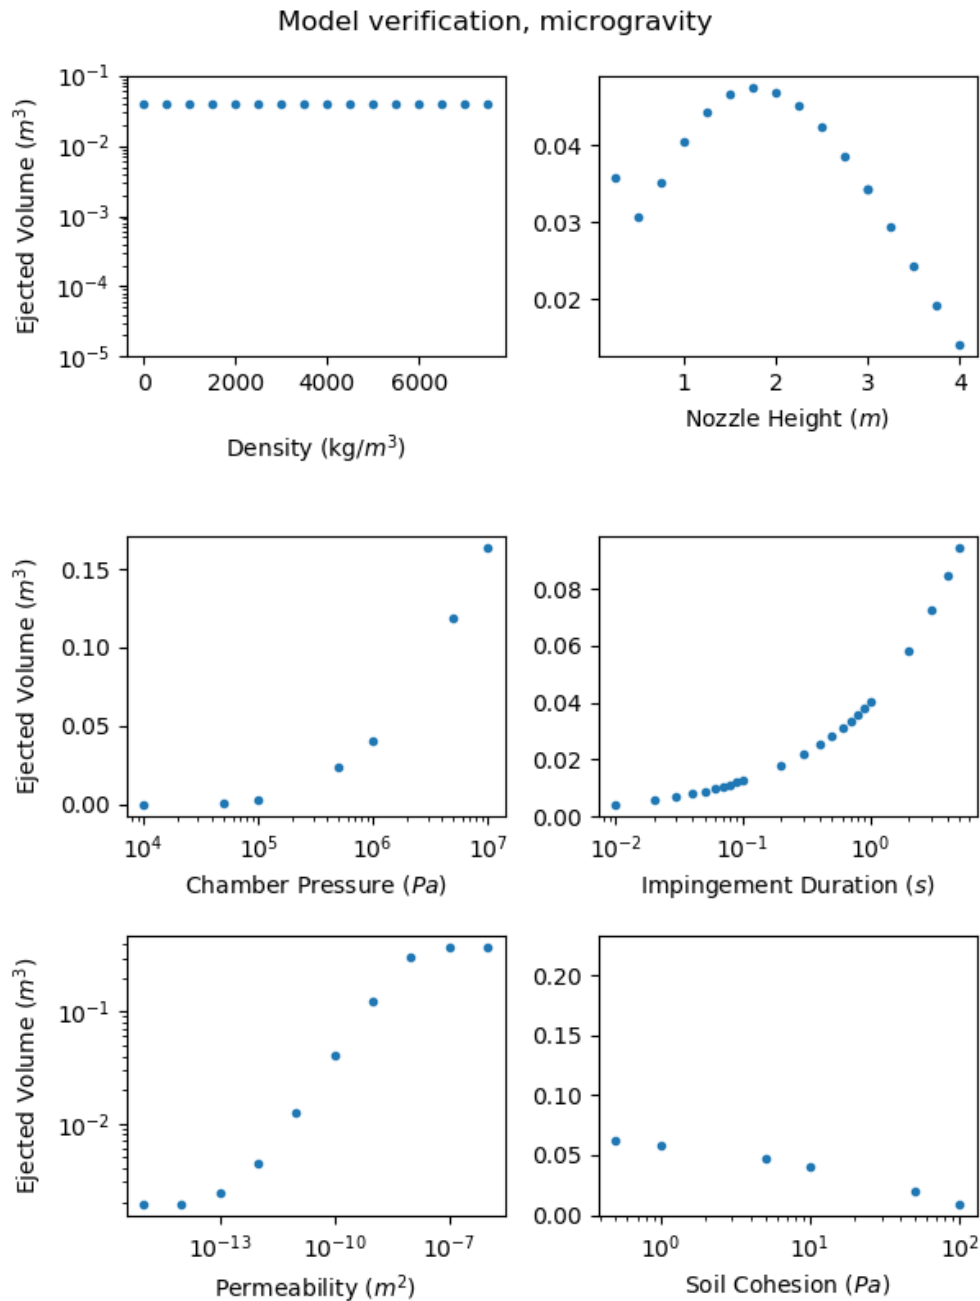 Model verification, microgravity
10⁻¹
10⁻²
10⁻³
10⁻⁴
10⁻⁵
Ejected Volume (m³)
0 2000 4000 6000
Density (kg/m³)
0.04
0.03
0.02
1 2 3 4
Nozzle Height (m)
0.15
0.10
0.05
0.00
Ejected Volume (m³)
10⁴ 10⁵ 10⁶ 10⁷
Chamber Pressure (Pa)
0.08
0.06
0.04
0.02
0.00
10⁻² 10⁻¹ 10⁰
Impingement Duration (s)
10⁻¹
10⁻²
Ejected Volume (m³)
10⁻¹³ 10⁻¹⁰ 10⁻⁷
Permeability (m²)
0.20
0.15
0.10
0.05
0.00
10⁰ 10¹ 10²
Soil Cohesion (Pa)